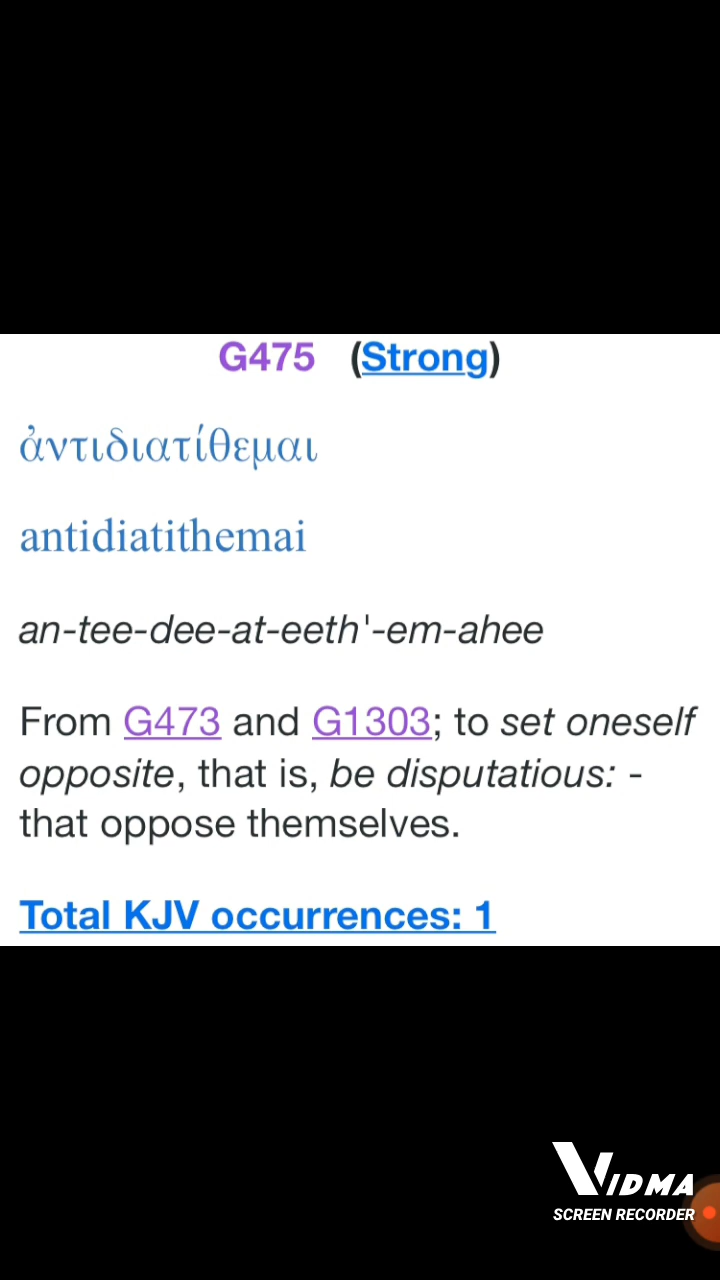 G475 (Strong)
ἀντιδιατίθεμαι
antidiatithemai
an-tee-dee-at-eeth'-em-ahee
From G473 and G1303; to set oneself
opposite, that is, be disputatious: -
that oppose themselves.
Total KJV occurrences: 1
VIDMA
SCREEN RECORDER